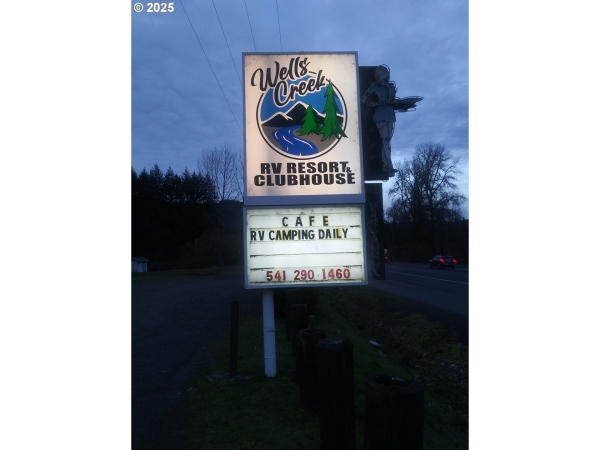 © 2025
Wells
Creek
RV RESORT &
CLUBHOUSE
CAFE
RV CAMPING DAILY
541 290 1460